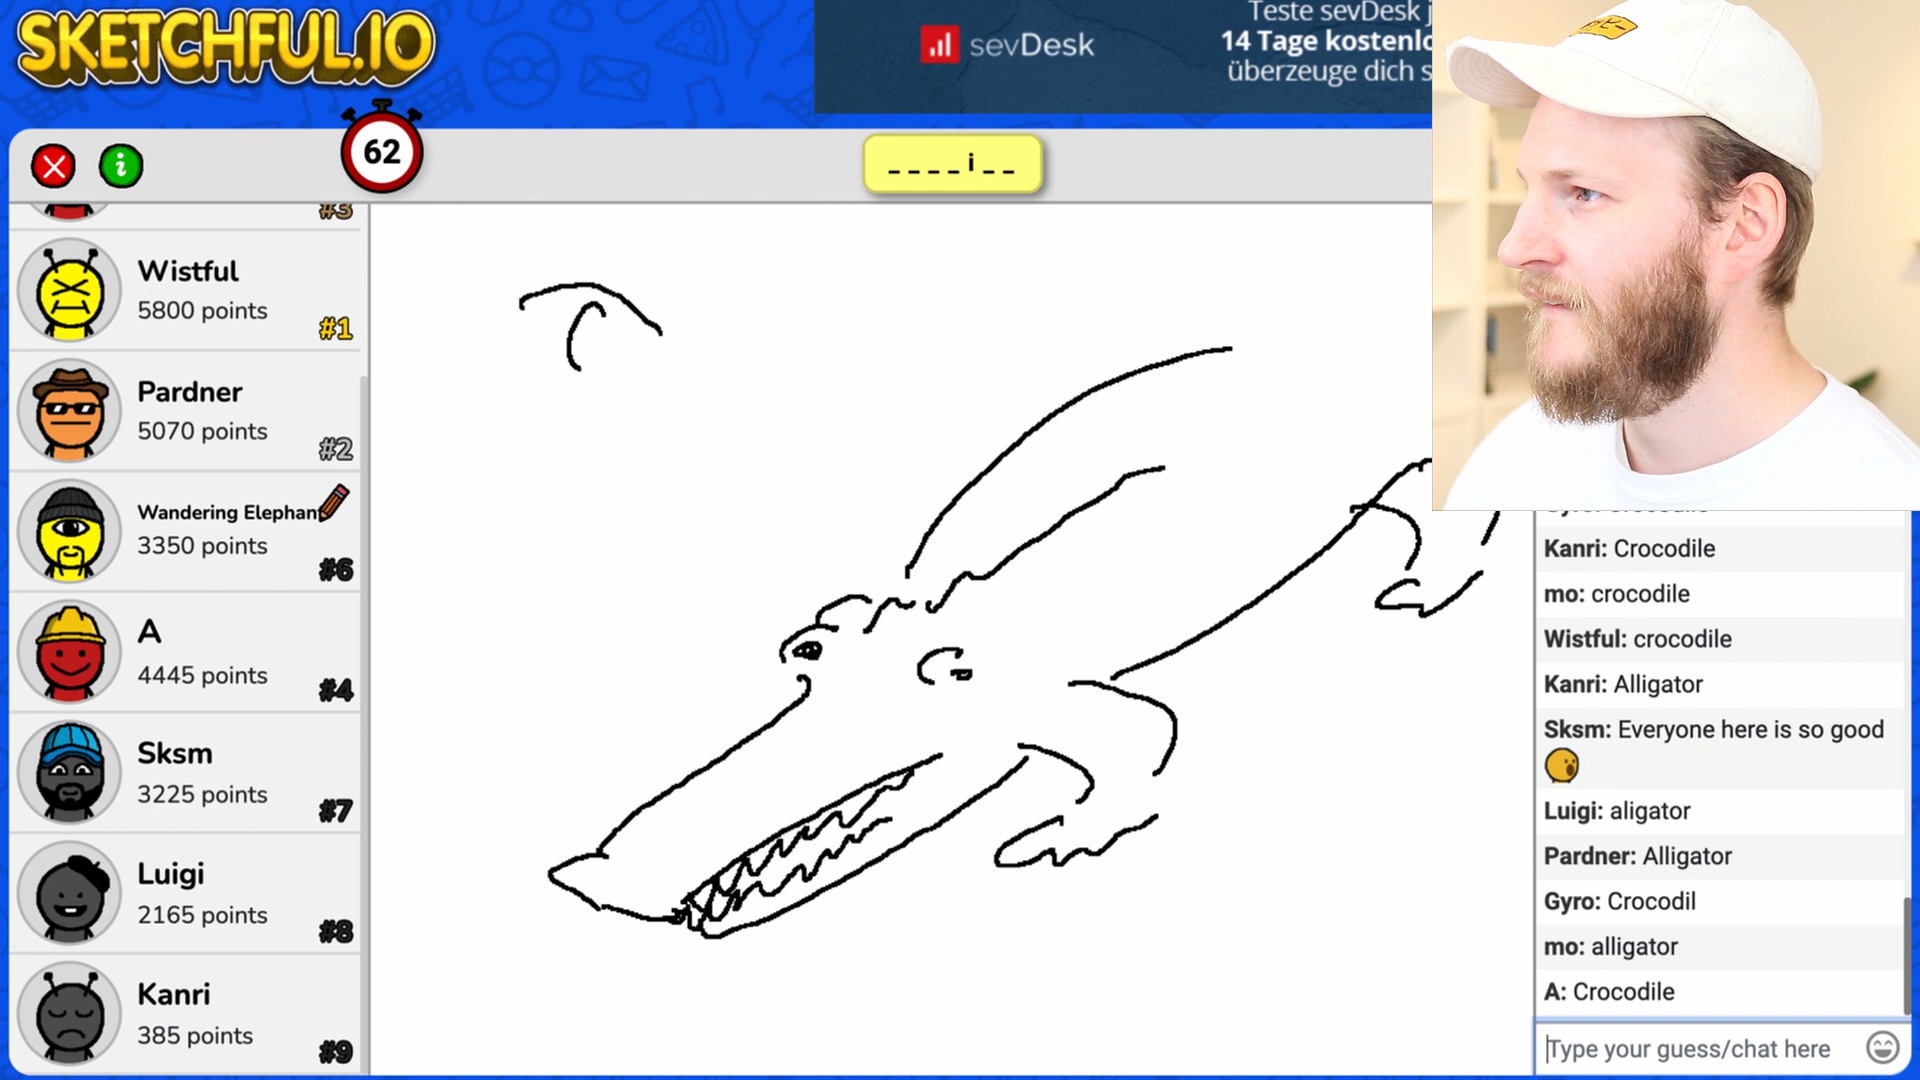 SKETCHFUL.IO
sevDesk
Teste sevDesk j
14 Tage kostenlo
überzeuge dich s
62
_ _ _ _ i _ _
#3
Wistful
5800 points
#1
Pardner
5070 points
#2
Wandering Elephant
3350 points
#6
A
4445 points
#4
Sksm
3225 points
#7
Luigi
2165 points
#8
Kanri
385 points
#9
Kanri: Crocodile
mo: crocodile
Wistful: crocodile
Kanri: Alligator
Sksm: Everyone here is so good
Luigi: aligator
Pardner: Alligator
Gyro: Crocodil
mo: alligator
A: Crocodile
Type your guess/chat here